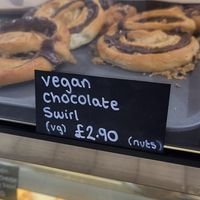 vegan
chocolate
Swirl
(vg) £2.90 (nuts)